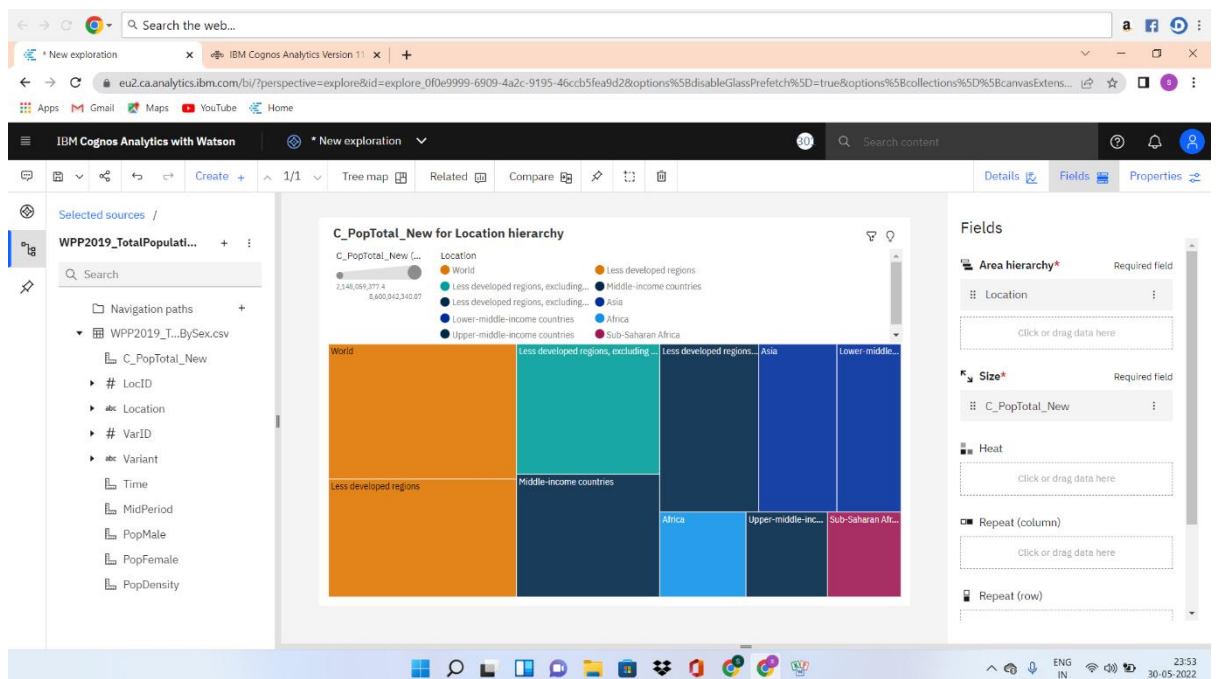 Search the web...
* New exploration
IBM Cognos Analytics Version 11
eu2.ca.analytics.ibm.com/bi/?perspective=explore&id=explore_0f0e9999-6909-4a2c-9195-46ccb5fea9d2&options%5BdisableGlassPrefetch%5D=true&options%5Bcollections%5D%5BcanvasExtens...
Apps Gmail Maps YouTube Home
IBM Cognos Analytics with Watson
* New exploration
30
Search content
Create +
1/1
Tree map
Related
Compare
Details
Fields
Properties
Selected sources /
WPP2019_TotalPopulati...
Search
Navigation paths
WPP2019_T...BySex.csv
C_PopTotal_New
# LocID
abc Location
# VarID
abc Variant
Time
MidPeriod
PopMale
PopFemale
PopDensity
C_PopTotal_New for Location hierarchy
C_PopTotal_New (...
2,148,059,377.4
8,600,042,340.07
Location
World
Less developed regions
Less developed regions, excluding...
Middle-income countries
Less developed regions, excluding...
Asia
Lower-middle-income countries
Africa
Upper-middle-income countries
Sub-Saharan Africa
World
Less developed regions, excluding ...
Less developed regions...
Asia
Lower-middle...
Less developed regions
Middle-income countries
Africa
Upper-middle-inc...
Sub-Saharan Afr...
Fields
Area hierarchy*
Required field
Location
Click or drag data here
Size*
Required field
C_PopTotal_New
Heat
Click or drag data here
Repeat (column)
Click or drag data here
Repeat (row)
ENG
IN
23:53
30-05-2022